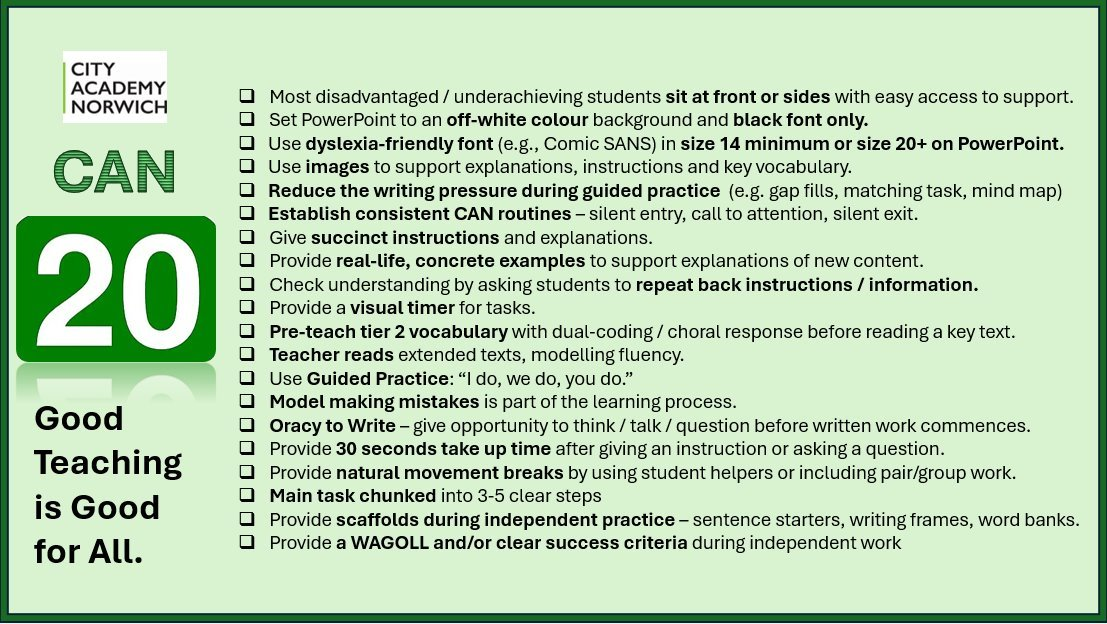 CITY
ACADEMY
NORWICH
CAN
20
Good
Teaching
is Good
for All.
❑ Most disadvantaged / underachieving students sit at front or sides with easy access to support.
❑ Set PowerPoint to an off-white colour background and black font only.
❑ Use dyslexia-friendly font (e.g., Comic SANS) in size 14 minimum or size 20+ on PowerPoint.
❑ Use images to support explanations, instructions and key vocabulary.
❑ Reduce the writing pressure during guided practice (e.g. gap fills, matching task, mind map)
❑ Establish consistent CAN routines – silent entry, call to attention, silent exit.
❑ Give succinct instructions and explanations.
❑ Provide real-life, concrete examples to support explanations of new content.
❑ Check understanding by asking students to repeat back instructions / information.
❑ Provide a visual timer for tasks.
❑ Pre-teach tier 2 vocabulary with dual-coding / choral response before reading a key text.
❑ Teacher reads extended texts, modelling fluency.
❑ Use Guided Practice: “I do, we do, you do.”
❑ Model making mistakes is part of the learning process.
❑ Oracy to Write – give opportunity to think / talk / question before written work commences.
❑ Provide 30 seconds take up time after giving an instruction or asking a question.
❑ Provide natural movement breaks by using student helpers or including pair/group work.
❑ Main task chunked into 3-5 clear steps
❑ Provide scaffolds during independent practice – sentence starters, writing frames, word banks.
❑ Provide a WAGOLL and/or clear success criteria during independent work